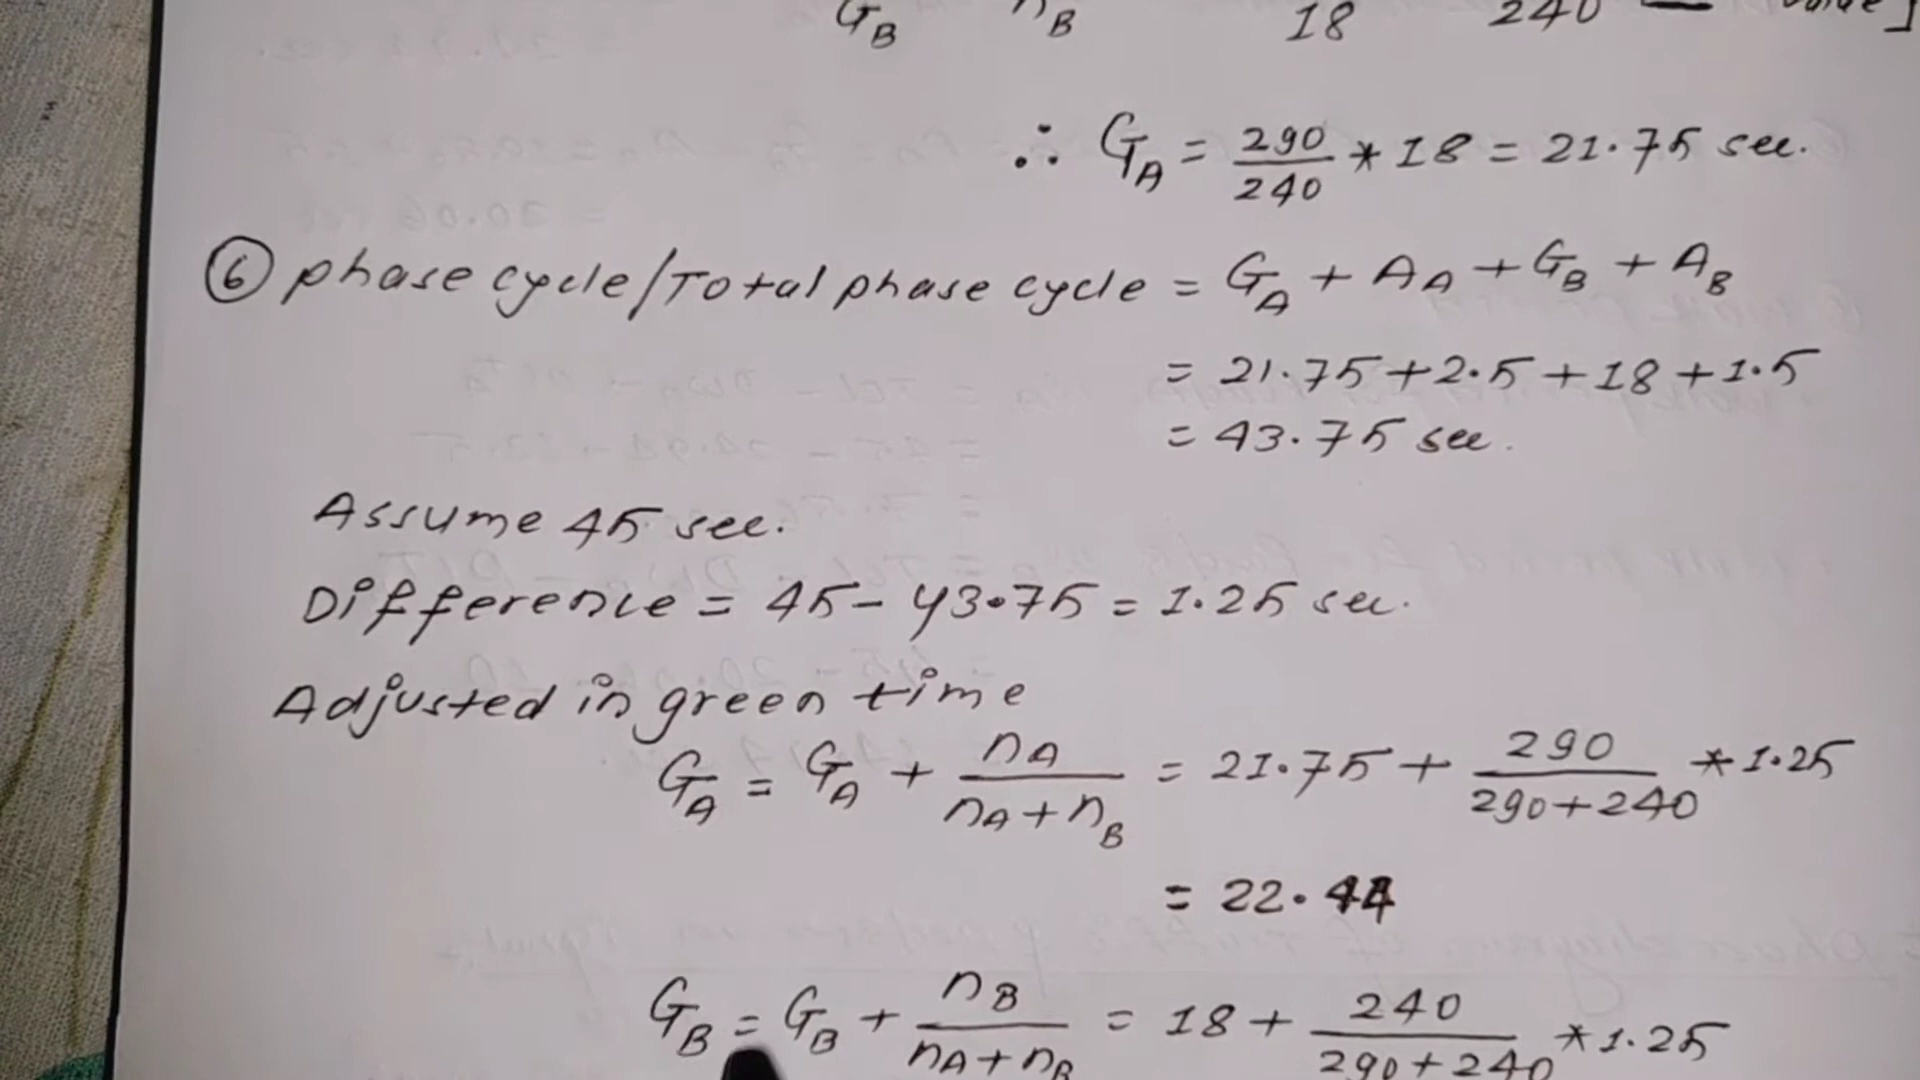 G_B n_B 18 240 value]
∴ G_A = 290/240 * 18 = 21.75 sec.
⑥ phase cycle/Total phase cycle = G_A + A_A + G_B + A_B
= 21.75 + 2.5 + 18 + 1.5
= 43.75 sec.
Assume 45 sec.
Difference = 45 - 43.75 = 1.25 sec.
Adjusted in green time
G_A = G_A + n_A/(n_A + n_B) = 21.75 + 290/(290+240) * 1.25
= 22.44
G_B = G_B + n_B/(n_A + n_B) = 18 + 240/(290+240) * 1.25